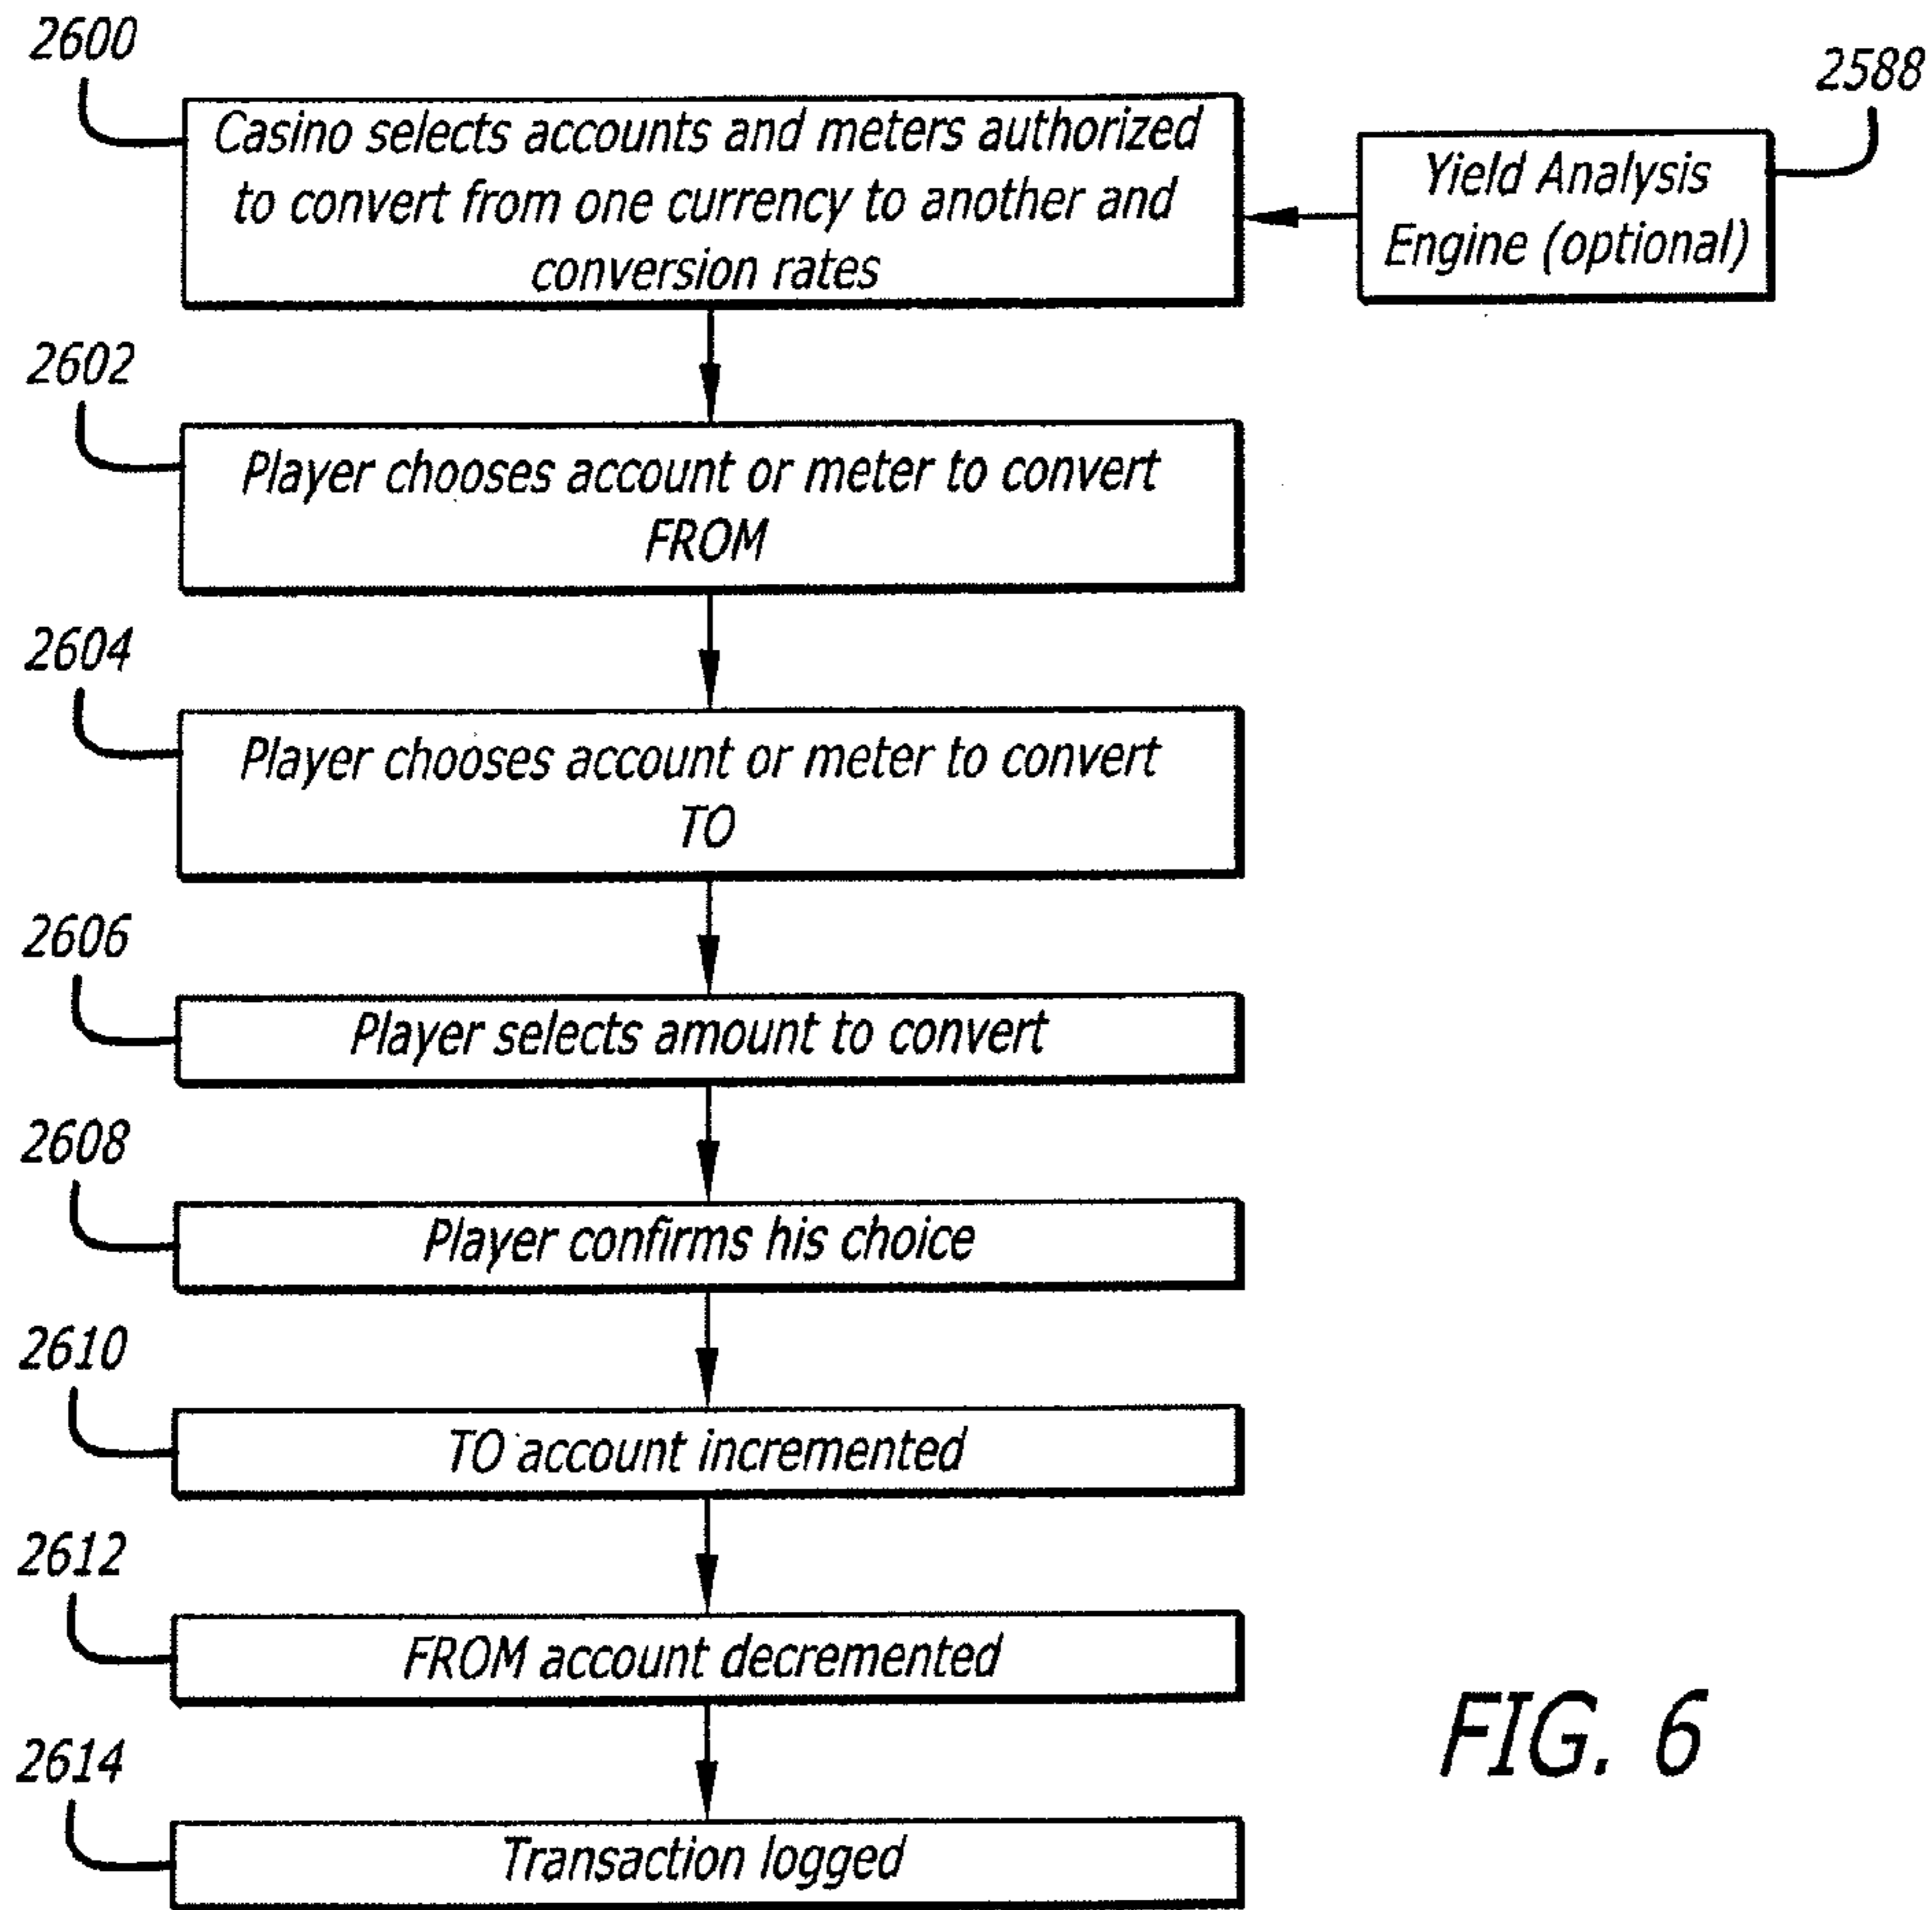 2600
Casino selects accounts and meters authorized
to convert from one currency to another and
conversion rates
2588
Yield Analysis
Engine (optional)
2602
Player chooses account or meter to convert
FROM
2604
Player chooses account or meter to convert
TO
2606
Player selects amount to convert
2608
Player confirms his choice
2610
TO account incremented
2612
FROM account decremented
2614
Transaction logged
FIG. 6